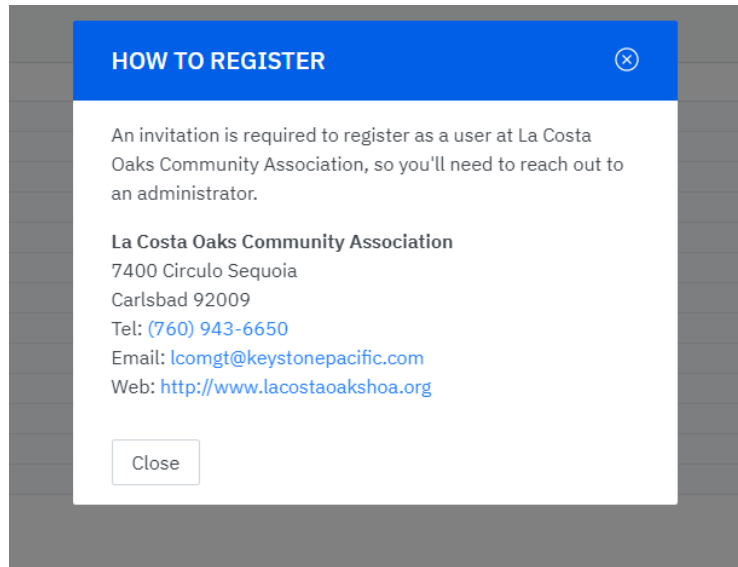 HOW TO REGISTER
An invitation is required to register as a user at La Costa
Oaks Community Association, so you'll need to reach out to
an administrator.
La Costa Oaks Community Association
7400 Circulo Sequoia
Carlsbad 92009
Tel: (760) 943-6650
Email: lcomgt@keystonepacific.com
Web: http://www.lacostaoakshoa.org
Close